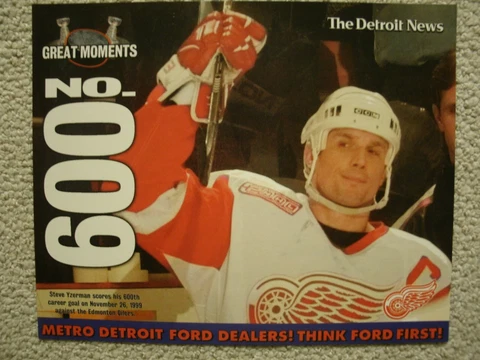 GREAT MOMENTS
The Detroit News
NO.
600
CCM
Steve Yzerman scores his 600th
career goal on November 26, 1999
against the Edmonton Oilers.
C
METRO DETROIT FORD DEALERS! THINK FORD FIRST!